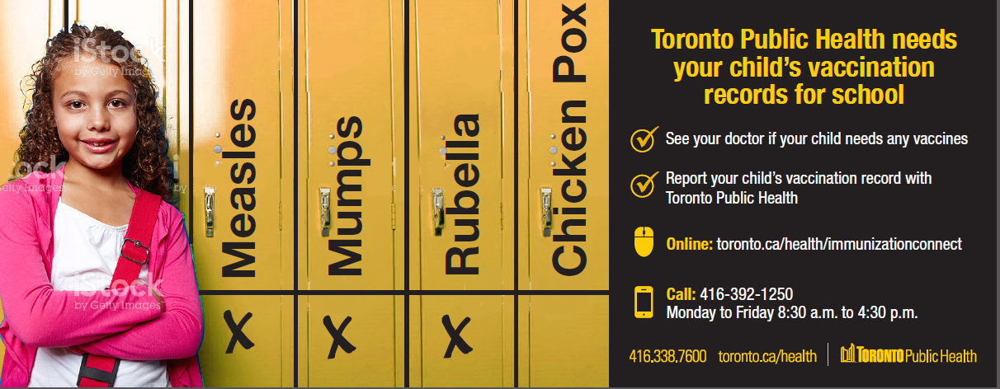 iStock
by Getty Images
ock
etty Images
iStock
by Getty Images
Measles
Mumps
Rubella
Chicken Pox
X
X
X
Toronto Public Health needs
your child's vaccination
records for school
See your doctor if your child needs any vaccines
Report your child's vaccination record with
Toronto Public Health
Online: toronto.ca/health/immunizationconnect
Call: 416-392-1250
Monday to Friday 8:30 a.m. to 4:30 p.m.
416.338.7600 toronto.ca/health | TORONTO Public Health